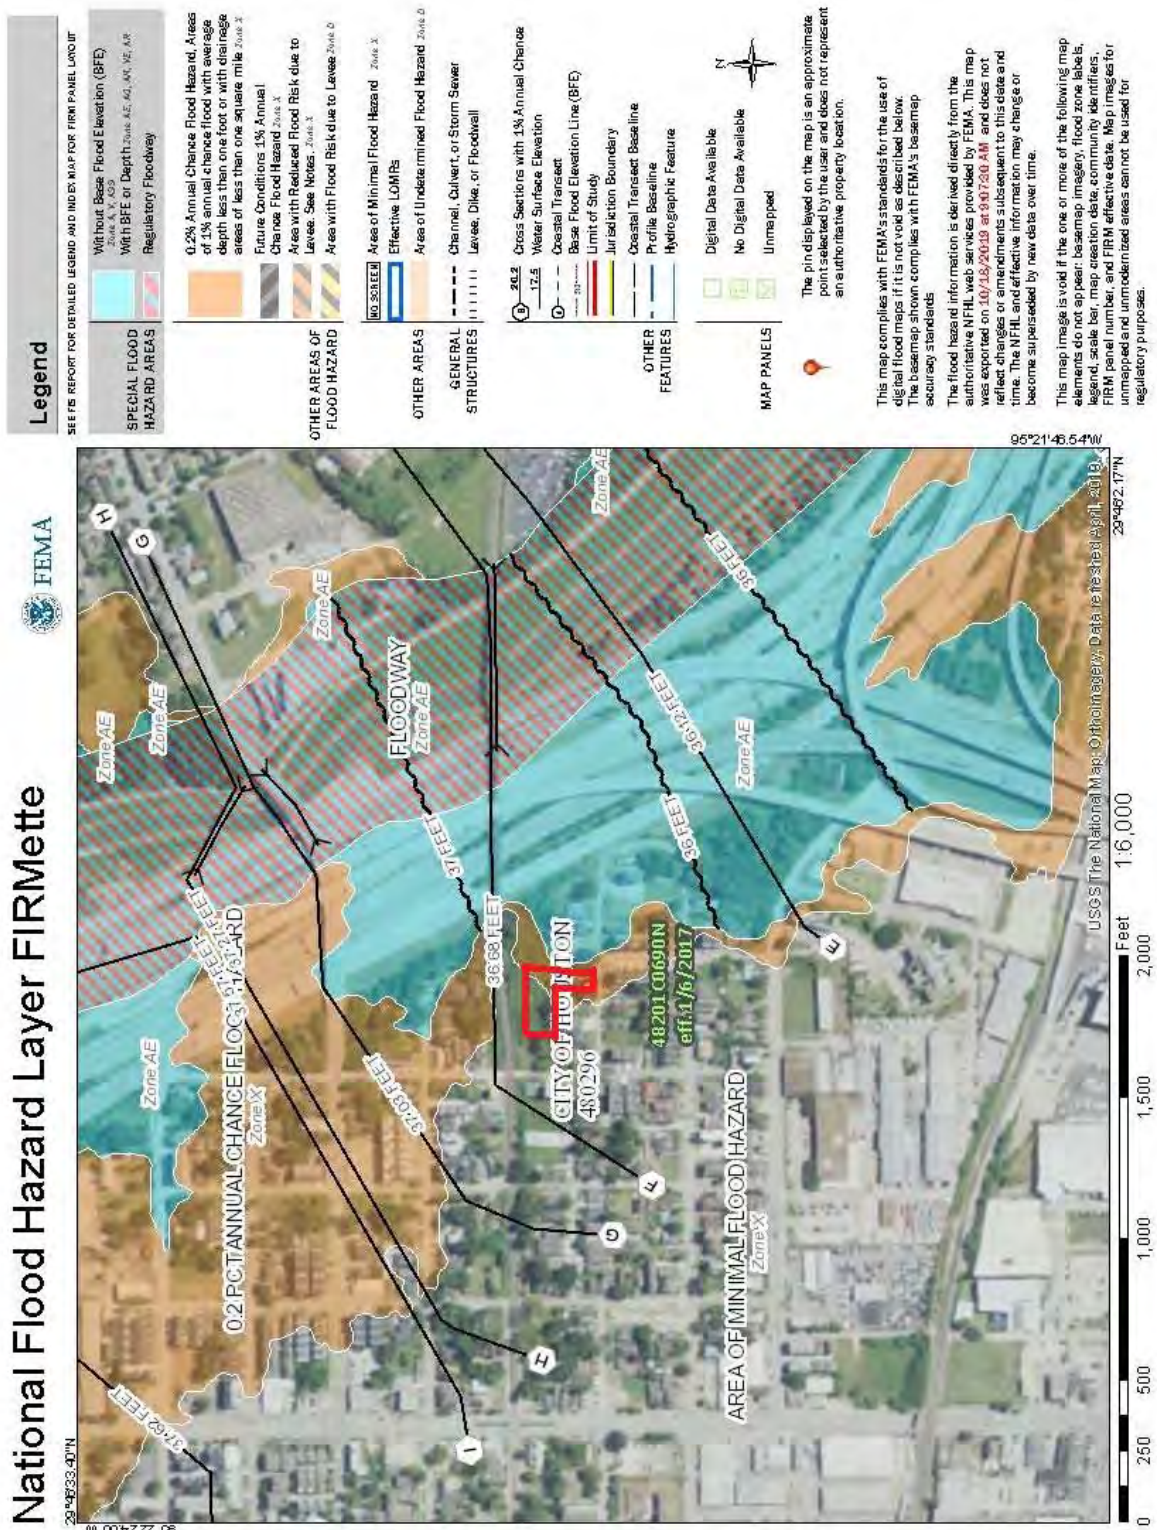 National Flood Hazard Layer FIRMette
FEMA
29°46'33.40"N
Zone AE
Zone AE
H
G
Zone AE
Zone AE
0.2 PCT ANNUAL CHANCE FLOOD HAZARD
Zone X
37.62 FEET
37.03 FEET
FLOODWAY
Zone AE
37 FEET
36.68 FEET
CITY OF HOUSTON
480296
48201C0690N
eff.1/6/2017
AREA OF MINIMAL FLOOD HAZARD
Zone X
36 FEET
36.12 FEET
Zone AE
Zone AE
36 FEET
I
H
G
F
E
USGS The National Map: Orthoimagery. Data refreshed April, 2019.
95°21'46.54"W
29°46'2.17"N
0
250
500
1,000
1,500
2,000
Feet
1:6,000
Legend
SEE FIS REPORT FOR DETAILED LEGEND AND INDEX MAP FOR FIRM PANEL LAYOUT
SPECIAL FLOOD
HAZARD AREAS
Without Base Flood Elevation (BFE)
Zone A, V, A99
With BFE or Depth Zone AE, AO, AH, VE, AR
Regulatory Floodway
0.2% Annual Chance Flood Hazard, Areas
of 1% annual chance flood with average
depth less than one foot or with drainage
areas of less than one square mile Zone X
Future Conditions 1% Annual
Chance Flood Hazard Zone X
Area with Reduced Flood Risk due to
Levee. See Notes. Zone X
Area with Flood Risk due to Levee Zone D
OTHER AREAS OF
FLOOD HAZARD
NO SCREEN
Area of Minimal Flood Hazard Zone X
Effective LOMRs
Area of Undetermined Flood Hazard Zone D
OTHER AREAS
Channel, Culvert, or Storm Sewer
Levee, Dike, or Floodwall
GENERAL
STRUCTURES
B
20.2
Cross Sections with 1% Annual Chance
17.5
Water Surface Elevation
Coastal Transect
Base Flood Elevation Line (BFE)
Limit of Study
Jurisdiction Boundary
Coastal Transect Baseline
Profile Baseline
Hydrographic Feature
OTHER
FEATURES
Digital Data Available
No Digital Data Available
Unmapped
MAP PANELS
N
The pin displayed on the map is an approximate
point selected by the user and does not represent
an authoritative property location.
This map complies with FEMA's standards for the use of
digital flood maps if it is not void as described below.
The basemap shown complies with FEMA's basemap
accuracy standards
The flood hazard information is derived directly from the
authoritative NFHL web services provided by FEMA. This map
was exported on 10/18/2019 at 9:07:30 AM and does not
reflect changes or amendments subsequent to this date and
time. The NFHL and effective information may change or
become superseded by new data over time.
This map image is void if the one or more of the following map
elements do not appear: basemap imagery, flood zone labels,
legend, scale bar, map creation date, community identifiers,
FIRM panel number, and FIRM effective date. Map images for
unmapped and unmodernized areas cannot be used for
regulatory purposes.